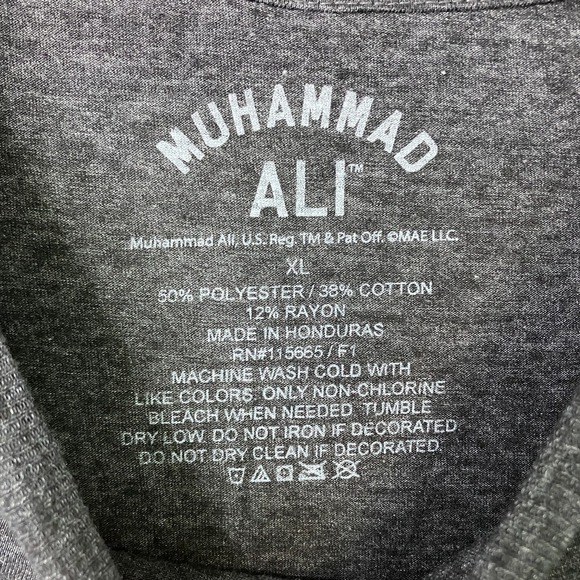 MUHAMMAD
ALI™
Muhammad Ali, U.S. Reg. TM & Pat Off. ©MAE LLC.
XL
50% POLYESTER / 38% COTTON
12% RAYON
MADE IN HONDURAS
RN#115665 / F1
MACHINE WASH COLD WITH
LIKE COLORS. ONLY NON-CHLORINE
BLEACH WHEN NEEDED. TUMBLE
DRY LOW. DO NOT IRON IF DECORATED.
DO NOT DRY CLEAN IF DECORATED.